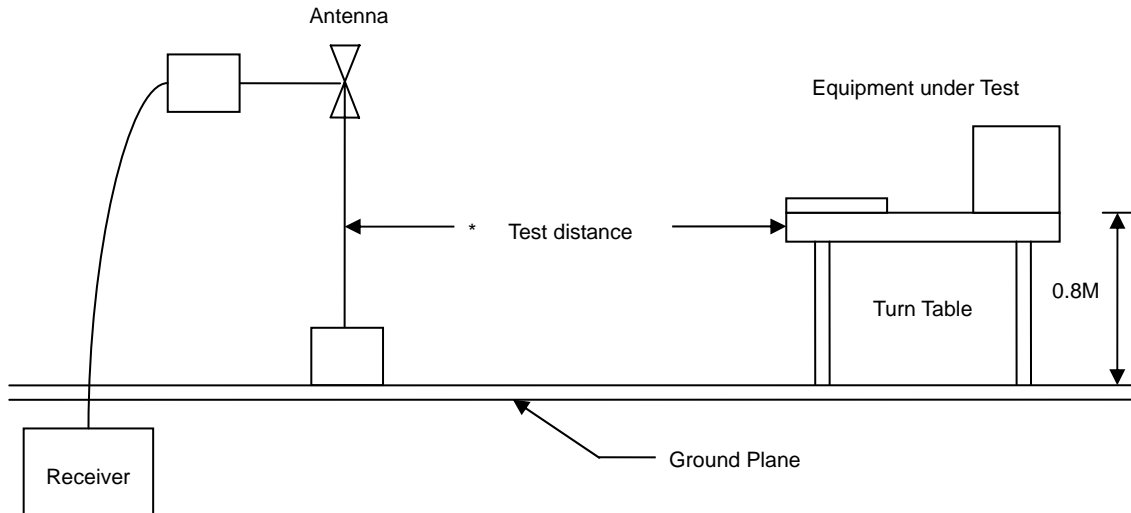 Antenna
Equipment under Test
* Test distance
0.8M
Turn Table
Ground Plane
Receiver